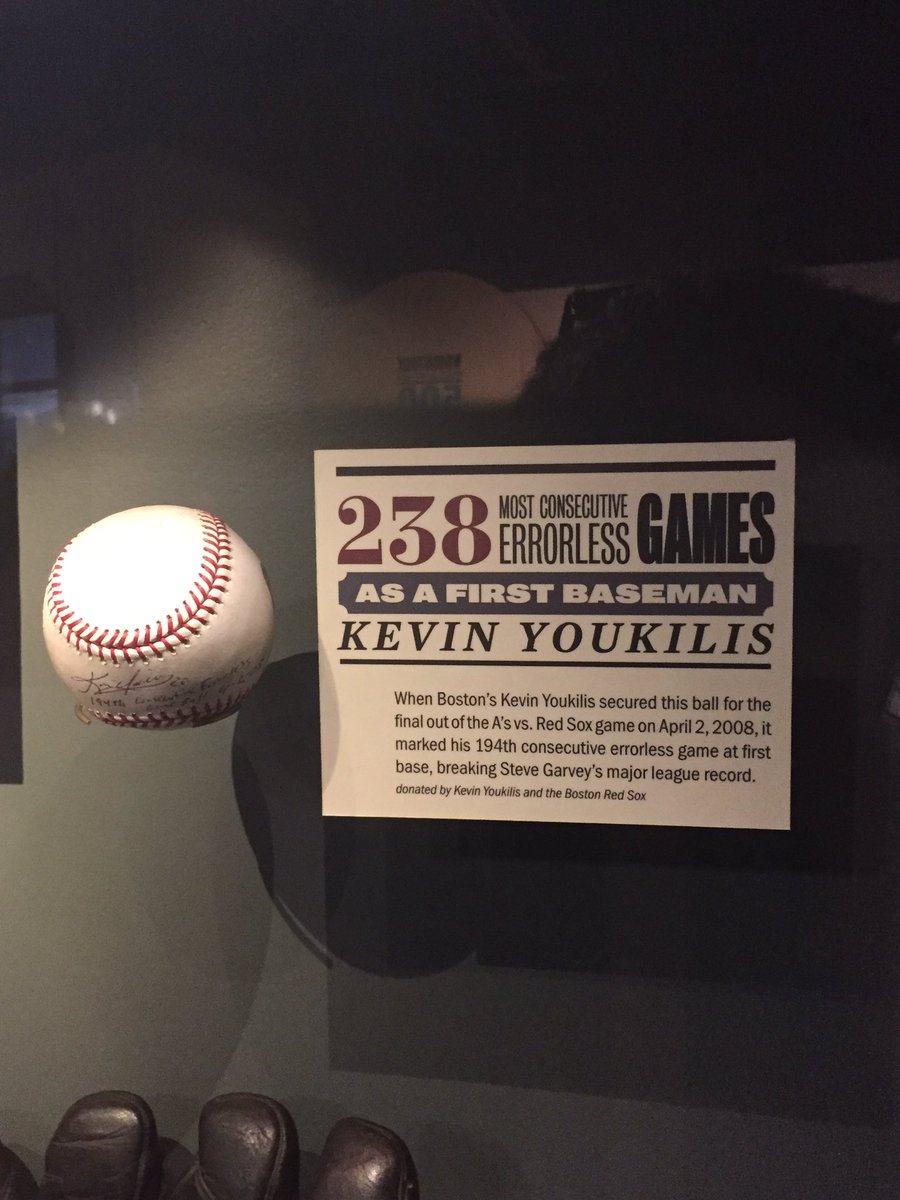 238 MOST CONSECUTIVE ERRORLESS GAMES
AS A FIRST BASEMAN
KEVIN YOUKILIS
When Boston's Kevin Youkilis secured this ball for the
final out of the A's vs. Red Sox game on April 2, 2008, it
marked his 194th consecutive errorless game at first
base, breaking Steve Garvey's major league record.
donated by Kevin Youkilis and the Boston Red Sox
194th